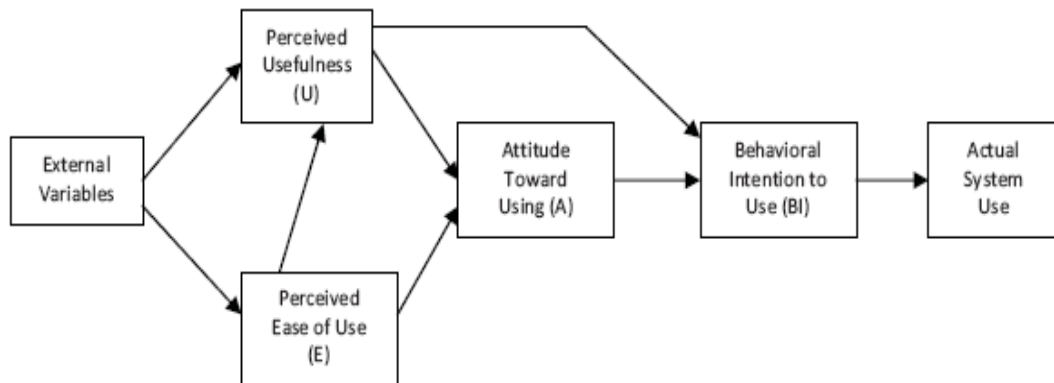 Perceived
Usefulness
(U)
External
Variables
Attitude
Toward
Using (A)
Behavioral
Intention to
Use (BI)
Actual
System
Use
Perceived
Ease of Use
(E)